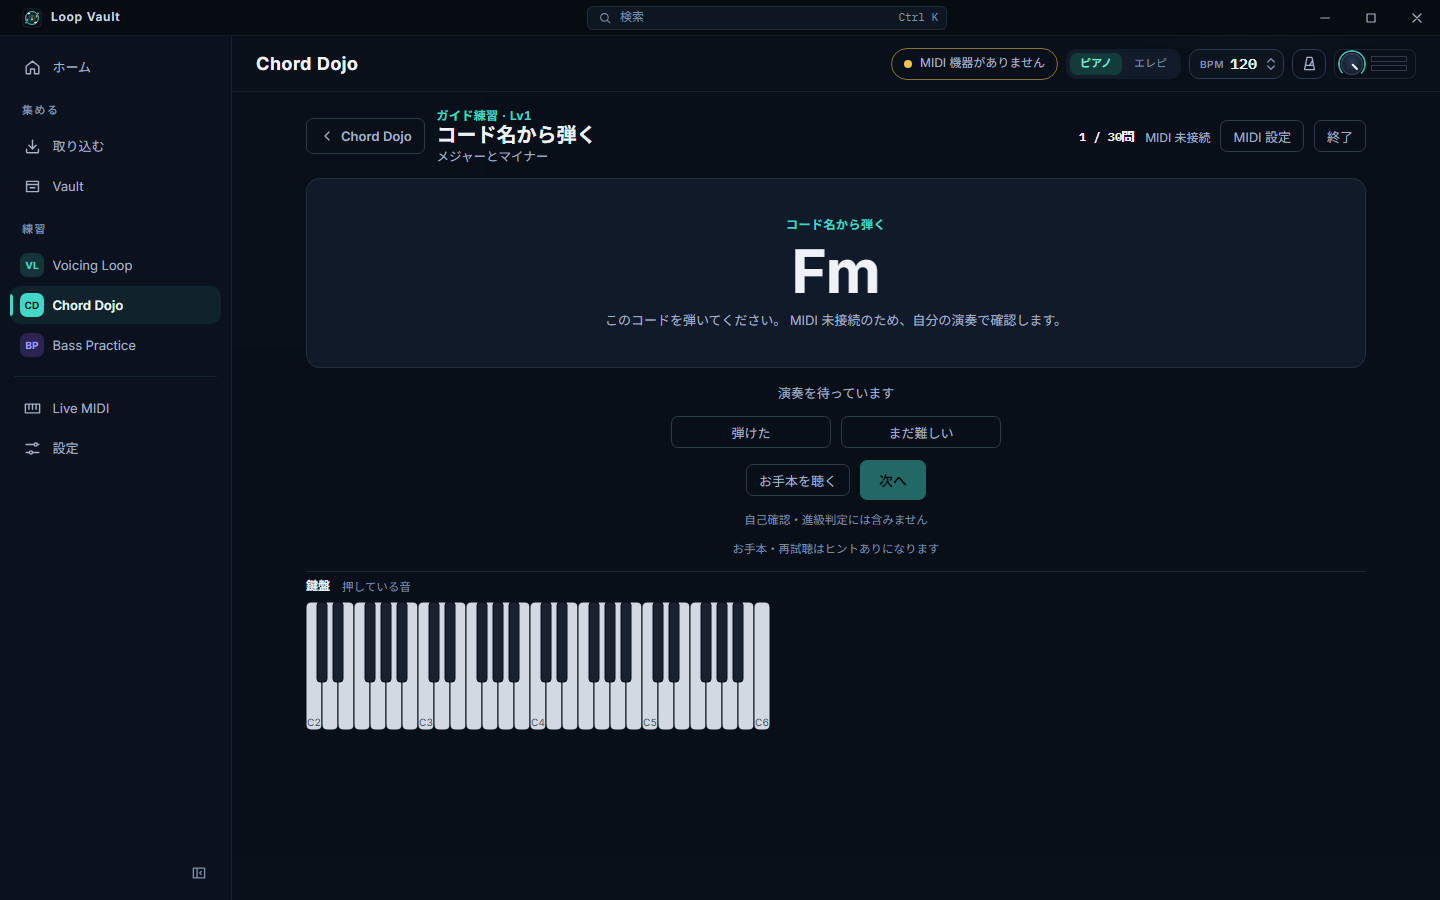 Loop Vault
検索
Ctrl K
ホーム
集める
取り込む
Vault
練習
VL Voicing Loop
CD Chord Dojo
BP Bass Practice
Live MIDI
設定
Chord Dojo
MIDI 機器がありません
ピアノ
エレピ
BPM 120
Chord Dojo
ガイド練習 · Lv1
コード名から弾く
メジャーとマイナー
1 / 30問
MIDI 未接続
MIDI 設定
終了
コード名から弾く
Fm
このコードを弾いてください。 MIDI 未接続のため、自分の演奏で確認します。
演奏を待っています
弾けた
まだ難しい
お手本を聴く
次へ
自己確認・進級判定には含みません
お手本・再試聴はヒントありになります
鍵盤 押している音
C2 C3 C4 C5 C6